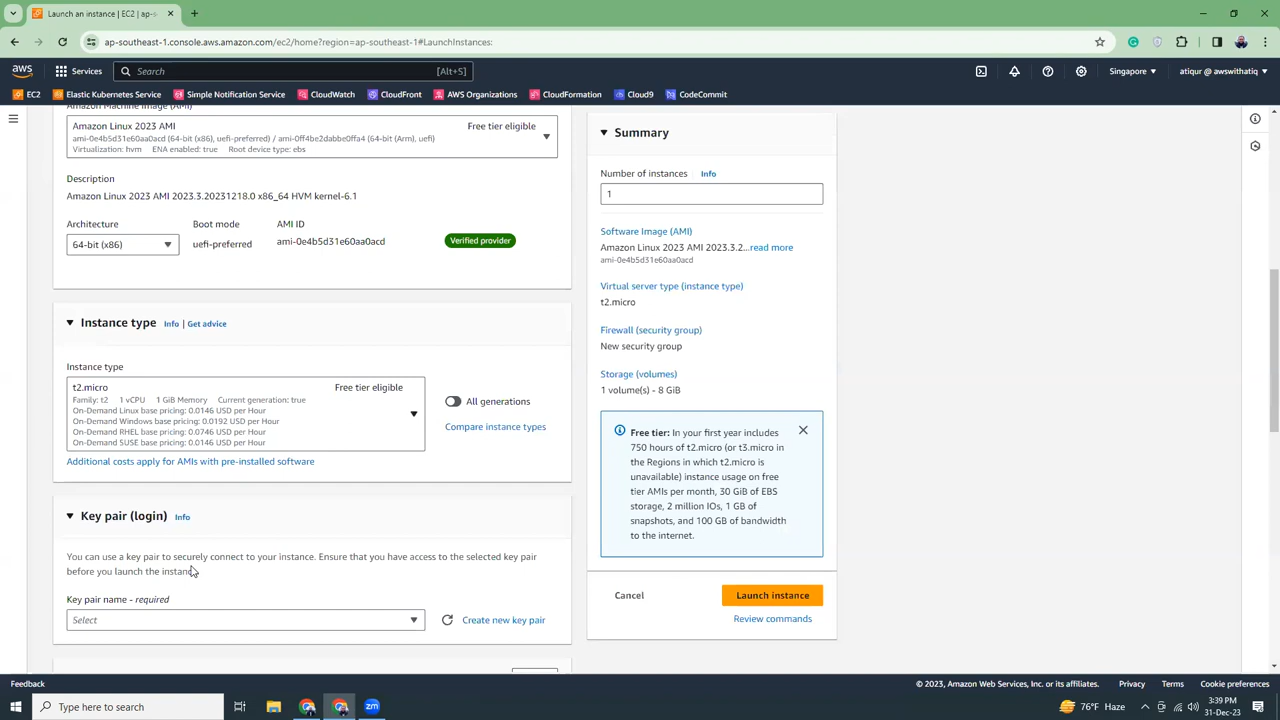 Launch an instance | EC2 | ap-s
ap-southeast-1.console.aws.amazon.com/ec2/home?region=ap-southeast-1#LaunchInstances:
aws
Services
Search
[Alt+S]
Singapore
atiqur @ awswithatiq
EC2
Elastic Kubernetes Service
Simple Notification Service
CloudWatch
CloudFront
AWS Organizations
CloudFormation
Cloud9
CodeCommit
Amazon Machine Image (AMI)
Amazon Linux 2023 AMI
Free tier eligible
ami-0e4b5d31e60aa0acd (64-bit (x86), uefi-preferred) / ami-0ff4be2dabbe0ffa4 (64-bit (Arm), uefi)
Virtualization: hvm ENA enabled: true Root device type: ebs
Description
Amazon Linux 2023 AMI 2023.3.20231218.0 x86_64 HVM kernel-6.1
Architecture
Boot mode
AMI ID
64-bit (x86)
uefi-preferred
ami-0e4b5d31e60aa0acd
Verified provider
Instance type
Info | Get advice
Instance type
t2.micro
Free tier eligible
Family: t2 1 vCPU 1 GiB Memory Current generation: true
On-Demand Linux base pricing: 0.0146 USD per Hour
On-Demand Windows base pricing: 0.0192 USD per Hour
On-Demand RHEL base pricing: 0.0746 USD per Hour
On-Demand SUSE base pricing: 0.0146 USD per Hour
All generations
Compare instance types
Additional costs apply for AMIs with pre-installed software
Key pair (login)
Info
You can use a key pair to securely connect to your instance. Ensure that you have access to the selected key pair
before you launch the instance.
Key pair name - required
Select
Create new key pair
Summary
Number of instances
Info
1
Software Image (AMI)
Amazon Linux 2023 AMI 2023.3.2...read more
ami-0e4b5d31e60aa0acd
Virtual server type (instance type)
t2.micro
Firewall (security group)
New security group
Storage (volumes)
1 volume(s) - 8 GiB
Free tier: In your first year includes
750 hours of t2.micro (or t3.micro in
the Regions in which t2.micro is
unavailable) instance usage on free
tier AMIs per month, 30 GiB of EBS
storage, 2 million IOs, 1 GB of
snapshots, and 100 GB of bandwidth
to the internet.
Cancel
Launch instance
Review commands
Feedback
© 2023, Amazon Web Services, Inc. or its affiliates.
Privacy
Terms
Cookie preferences
Type here to search
76°F Haze
3:39 PM
31-Dec-23